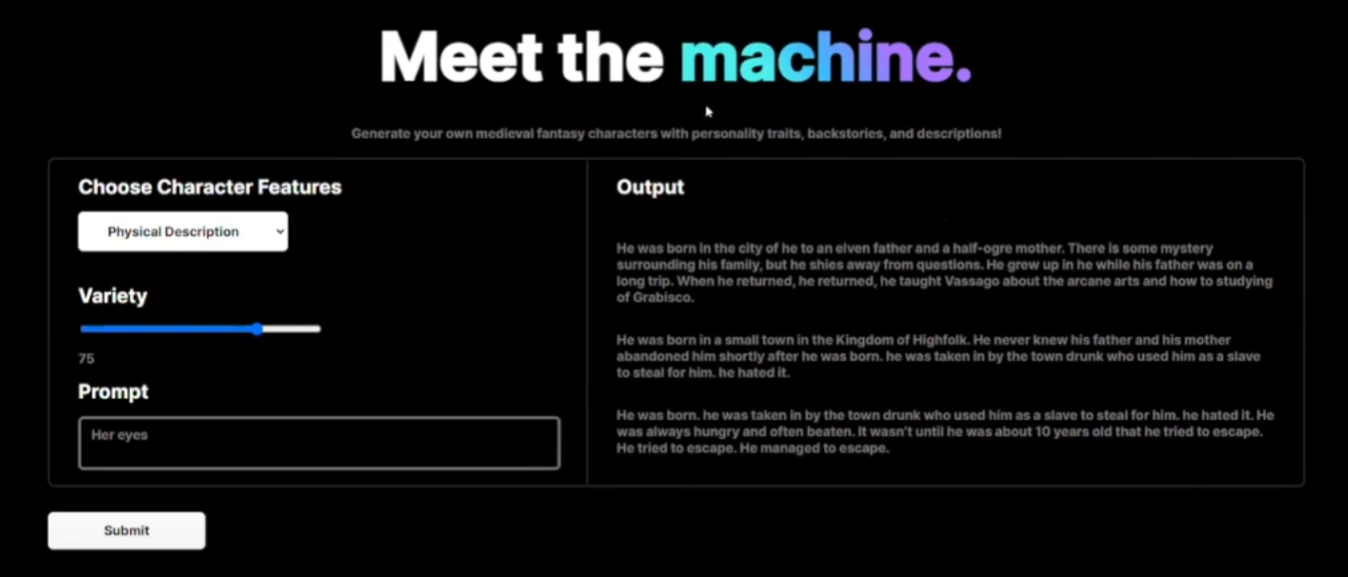 Meet the machine.
Generate your own medieval fantasy characters with personality traits, backstories, and descriptions!
Choose Character Features
Physical Description
Variety
75
Prompt
Her eyes
Submit
Output
He was born in the city of he to an elven father and a half-ogre mother. There is some mystery
surrounding his family, but he shies away from questions. He grew up in he while his father was on a
long trip. When he returned, he returned, he taught Vassago about the arcane arts and how to studying
of Grabisco.
He was born in a small town in the Kingdom of Highfolk. He never knew his father and his mother
abandoned him shortly after he was born. he was taken in by the town drunk who used him as a slave
to steal for him. he hated it.
He was born. he was taken in by the town drunk who used him as a slave to steal for him. he hated it. He
was always hungry and often beaten. It wasn't until he was about 10 years old that he tried to escape.
He tried to escape. He managed to escape.